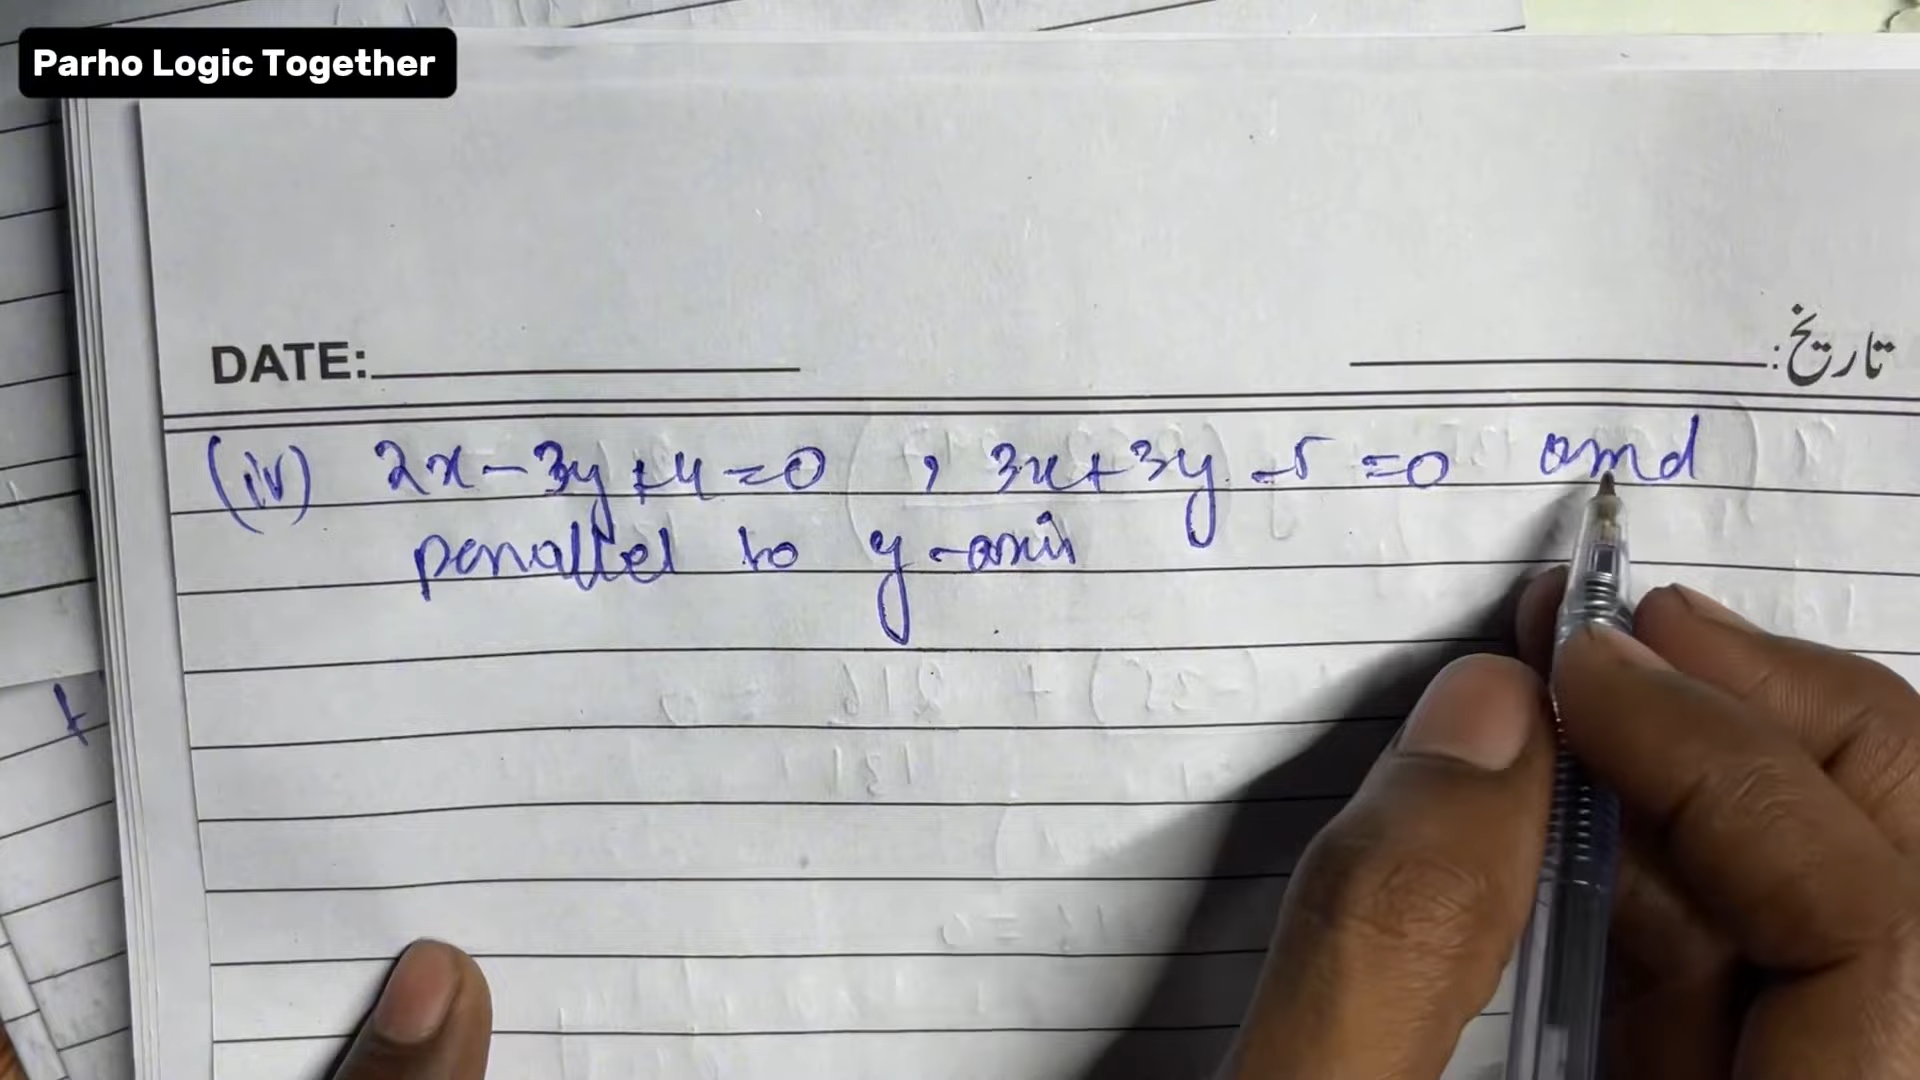 Parho Logic Together
DATE: تاریخ:
(iv) 2x-3y+4=0 , 3x+3y-5=0 and
parallel to y-axis